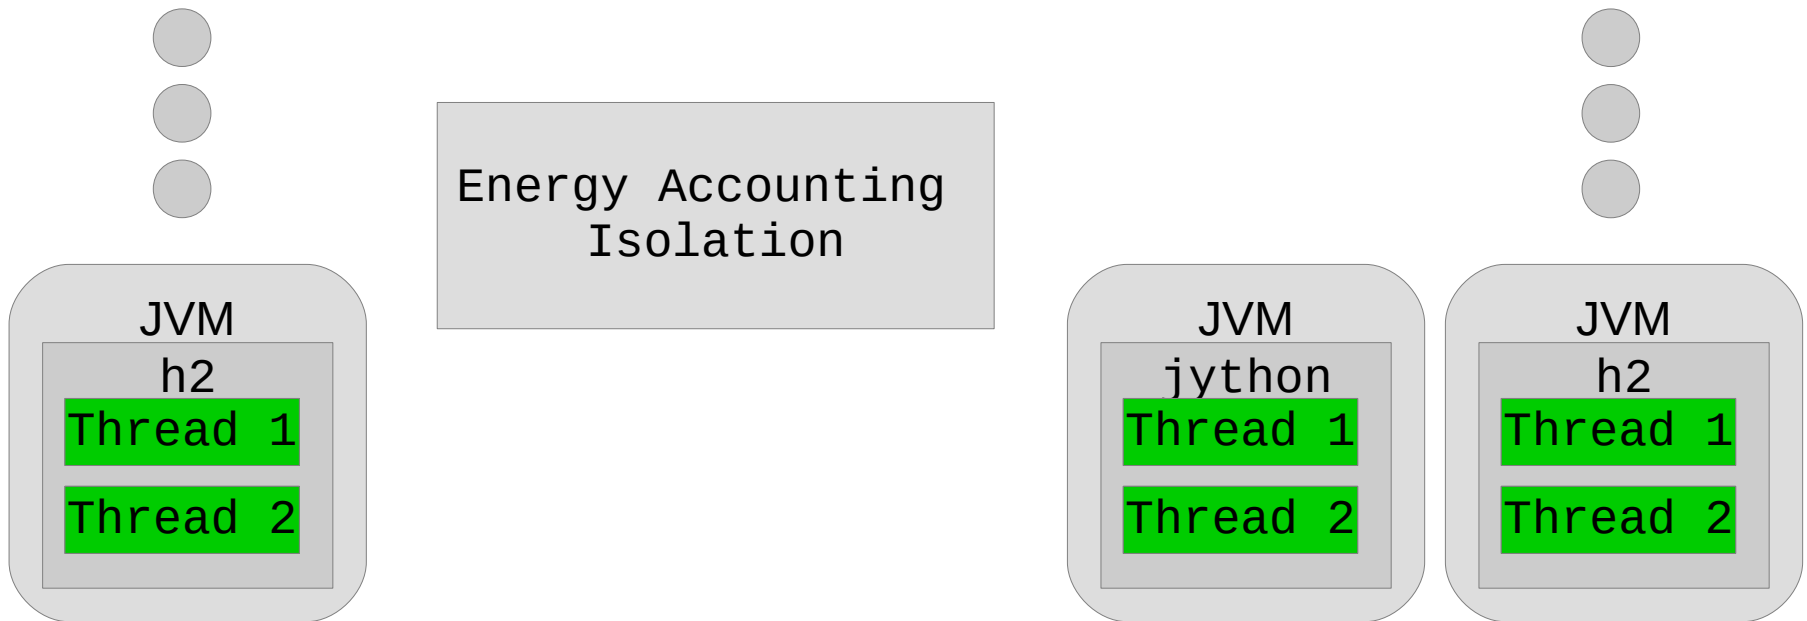 Energy Accounting
Isolation
JVM
h2
Thread 1
Thread 2
JVM
jython
Thread 1
Thread 2
JVM
h2
Thread 1
Thread 2